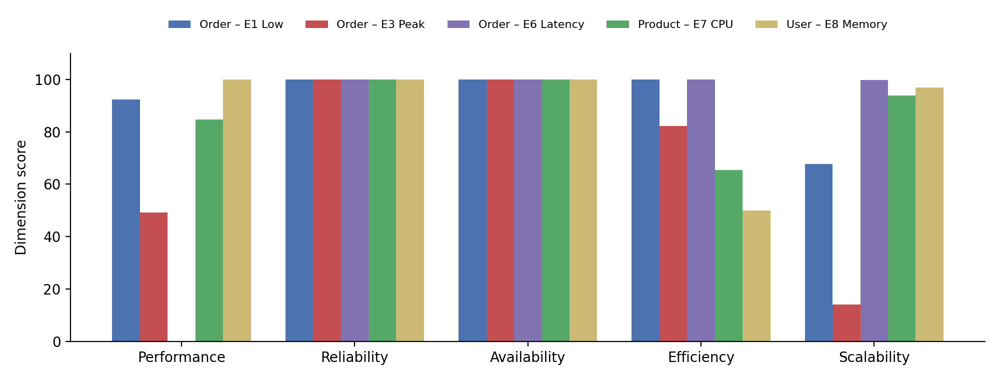 Order – E1 Low Order – E3 Peak Order – E6 Latency Product – E7 CPU User – E8 Memory
Dimension score
100
80
60
40
20
0
Performance Reliability Availability Efficiency Scalability